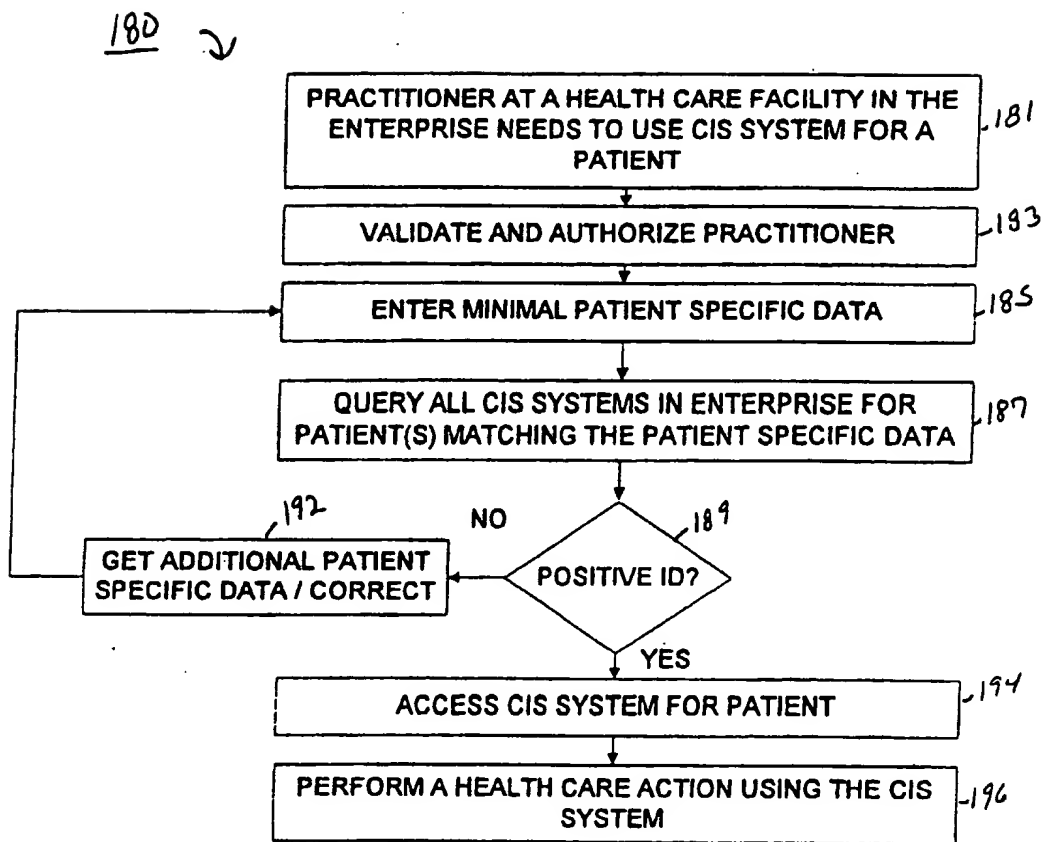 180
PRACTITIONER AT A HEALTH CARE FACILITY IN THE
ENTERPRISE NEEDS TO USE CIS SYSTEM FOR A
PATIENT
181
VALIDATE AND AUTHORIZE PRACTITIONER
183
ENTER MINIMAL PATIENT SPECIFIC DATA
185
QUERY ALL CIS SYSTEMS IN ENTERPRISE FOR
PATIENT(S) MATCHING THE PATIENT SPECIFIC DATA
187
192
NO
189
GET ADDITIONAL PATIENT
SPECIFIC DATA / CORRECT
POSITIVE ID?
YES
ACCESS CIS SYSTEM FOR PATIENT
194
PERFORM A HEALTH CARE ACTION USING THE CIS
SYSTEM
196